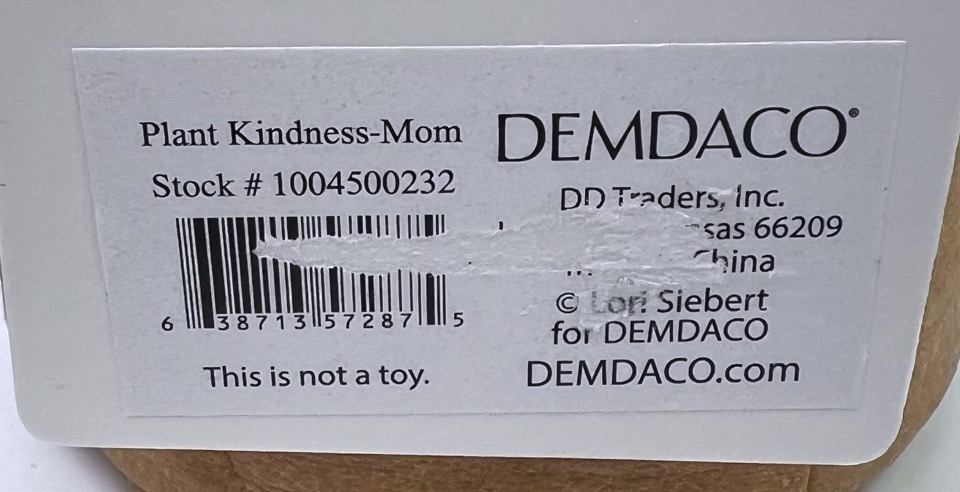 Plant Kindness-Mom
Stock # 1004500232
6 38713 57287 5
This is not a toy.
DEMDACO®
DD Traders, Inc.
66209
China
© Lori Siebert
for DEMDACO
DEMDACO.com